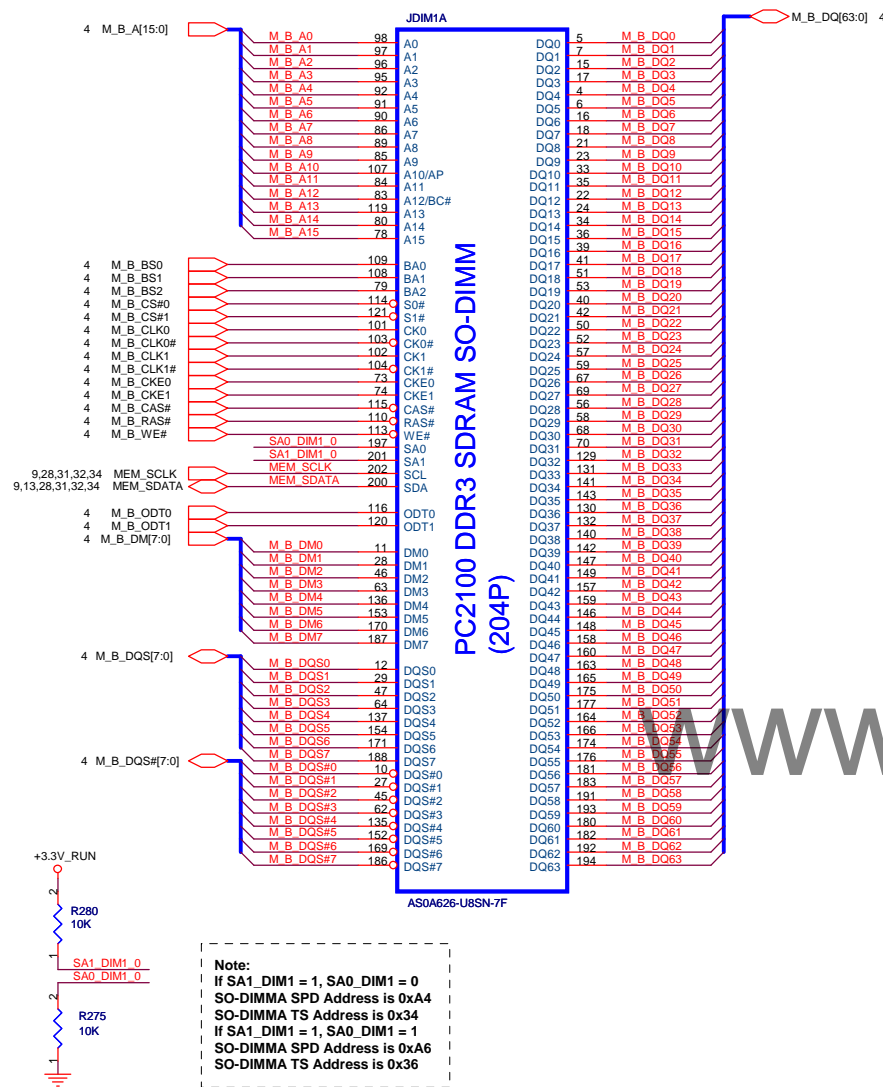 JDIM1A
4 M_B_A[15:0]
M_B_DQ[63:0] 4
M_B_A0 98 A0 DQ0 5 M_B_DQ0
M_B_A1 97 A1 DQ1 7 M_B_DQ1
M_B_A2 96 A2 DQ2 15 M_B_DQ2
M_B_A3 95 A3 DQ3 17 M_B_DQ3
M_B_A4 92 A4 DQ4 4 M_B_DQ4
M_B_A5 91 A5 DQ5 6 M_B_DQ5
M_B_A6 90 A6 DQ6 16 M_B_DQ6
M_B_A7 86 A7 DQ7 18 M_B_DQ7
M_B_A8 89 A8 DQ8 21 M_B_DQ8
M_B_A9 85 A9 DQ9 23 M_B_DQ9
M_B_A10 107 A10/AP DQ10 33 M_B_DQ10
M_B_A11 84 A11 DQ11 35 M_B_DQ11
M_B_A12 83 A12/BC# DQ12 22 M_B_DQ12
M_B_A13 119 A13 DQ13 24 M_B_DQ13
M_B_A14 80 A14 DQ14 34 M_B_DQ14
M_B_A15 78 A15 DQ15 36 M_B_DQ15
DQ16 39 M_B_DQ16
4 M_B_BS0 109 BA0 DQ17 41 M_B_DQ17
4 M_B_BS1 108 BA1 DQ18 51 M_B_DQ18
4 M_B_BS2 79 BA2 DQ19 53 M_B_DQ19
4 M_B_CS#0 114 S0# DQ20 40 M_B_DQ20
4 M_B_CS#1 121 S1# DQ21 42 M_B_DQ21
4 M_B_CLK0 101 CK0 DQ22 50 M_B_DQ22
4 M_B_CLK0# 103 CK0# DQ23 52 M_B_DQ23
4 M_B_CLK1 102 CK1 DQ24 57 M_B_DQ24
4 M_B_CLK1# 104 CK1# DQ25 59 M_B_DQ25
4 M_B_CKE0 73 CKE0 DQ26 67 M_B_DQ26
4 M_B_CKE1 74 CKE1 DQ27 69 M_B_DQ27
4 M_B_CAS# 115 CAS# DQ28 56 M_B_DQ28
4 M_B_RAS# 110 RAS# DQ29 58 M_B_DQ29
4 M_B_WE# 113 WE# DQ30 68 M_B_DQ30
SA0_DIM1_0 197 SA0 DQ31 70 M_B_DQ31
SA1_DIM1_0 201 SA1 DQ32 129 M_B_DQ32
9,28,31,32,34 MEM_SCLK MEM_SCLK 202 SCL DQ33 131 M_B_DQ33
9,13,28,31,32,34 MEM_SDATA MEM_SDATA 200 SDA DQ34 141 M_B_DQ34
DQ35 143 M_B_DQ35
4 M_B_ODT0 116 ODT0 DQ36 130 M_B_DQ36
4 M_B_ODT1 120 ODT1 DQ37 132 M_B_DQ37
4 M_B_DM[7:0] DQ38 140 M_B_DQ38
M_B_DM0 11 DM0 DQ39 142 M_B_DQ39
M_B_DM1 28 DM1 DQ40 147 M_B_DQ40
M_B_DM2 46 DM2 DQ41 149 M_B_DQ41
M_B_DM3 63 DM3 DQ42 157 M_B_DQ42
M_B_DM4 136 DM4 DQ43 159 M_B_DQ43
M_B_DM5 153 DM5 DQ44 146 M_B_DQ44
M_B_DM6 170 DM6 DQ45 148 M_B_DQ45
M_B_DM7 187 DM7 DQ46 158 M_B_DQ46
DQ47 160 M_B_DQ47
4 M_B_DQS[7:0]
M_B_DQS0 12 DQS0 DQ48 163 M_B_DQ48
M_B_DQS1 29 DQS1 DQ49 165 M_B_DQ49
M_B_DQS2 47 DQS2 DQ50 175 M_B_DQ50
M_B_DQS3 64 DQS3 DQ51 177 M_B_DQ51
M_B_DQS4 137 DQS4 DQ52 164 M_B_DQ52
M_B_DQS5 154 DQS5 DQ53 166 M_B_DQ53
M_B_DQS6 171 DQS6 DQ54 174 M_B_DQ54
M_B_DQS7 188 DQS7 DQ55 176 M_B_DQ55
4 M_B_DQS#[7:0]
M_B_DQS#0 10 DQS#0 DQ56 181 M_B_DQ56
M_B_DQS#1 27 DQS#1 DQ57 183 M_B_DQ57
M_B_DQS#2 45 DQS#2 DQ58 191 M_B_DQ58
M_B_DQS#3 62 DQS#3 DQ59 193 M_B_DQ59
M_B_DQS#4 135 DQS#4 DQ60 180 M_B_DQ60
M_B_DQS#5 152 DQS#5 DQ61 182 M_B_DQ61
M_B_DQS#6 169 DQS#6 DQ62 192 M_B_DQ62
M_B_DQS#7 186 DQS#7 DQ63 194 M_B_DQ63
PC2100 DDR3 SDRAM SO-DIMM
(204P)
AS0A626-U8SN-7F
www
+3.3V_RUN
2
R280
10K
1
SA1_DIM1_0
SA0_DIM1_0
2
R275
10K
1
Note:
If SA1_DIM1 = 1, SA0_DIM1 = 0
SO-DIMMA SPD Address is 0xA4
SO-DIMMA TS Address is 0x34
If SA1_DIM1 = 1, SA0_DIM1 = 1
SO-DIMMA SPD Address is 0xA6
SO-DIMMA TS Address is 0x36